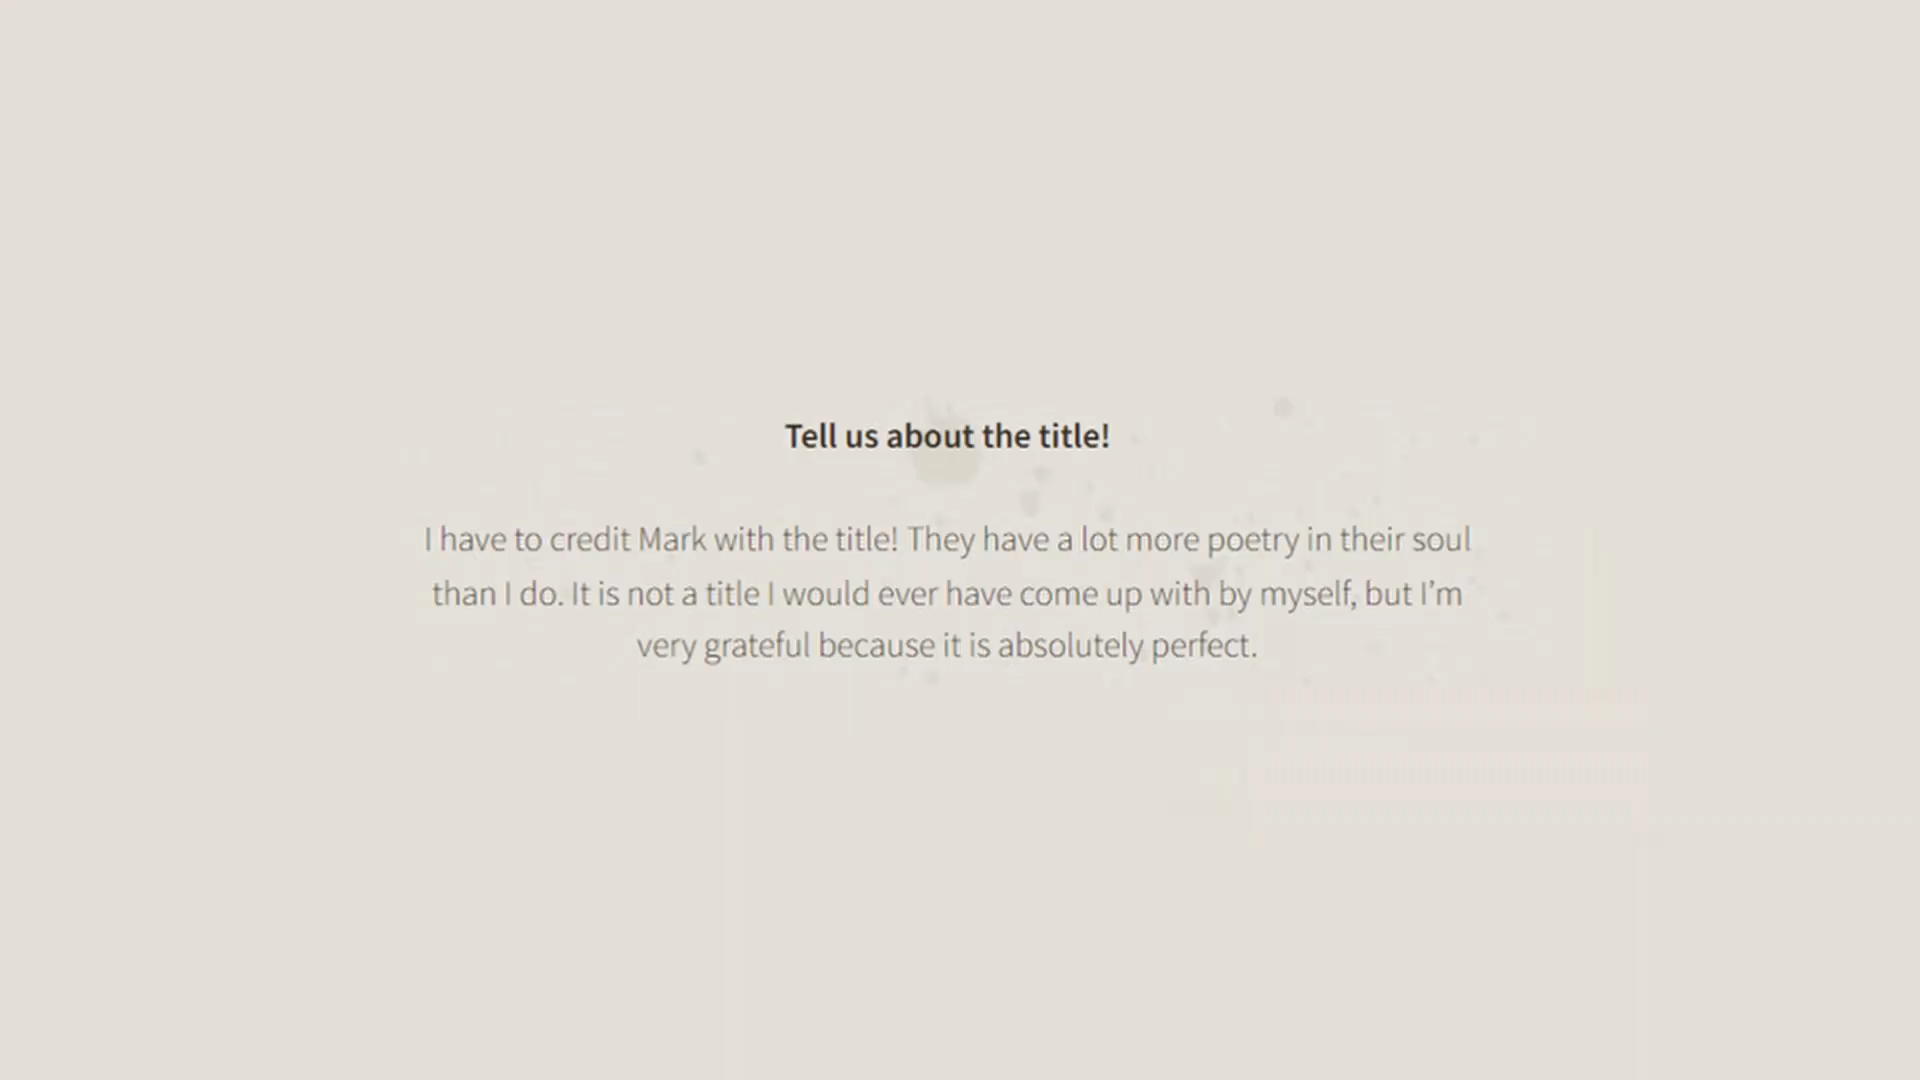 Tell us about the title!
I have to credit Mark with the title! They have a lot more poetry in their soul
than I do. It is not a title I would ever have come up with by myself, but I’m
very grateful because it is absolutely perfect.